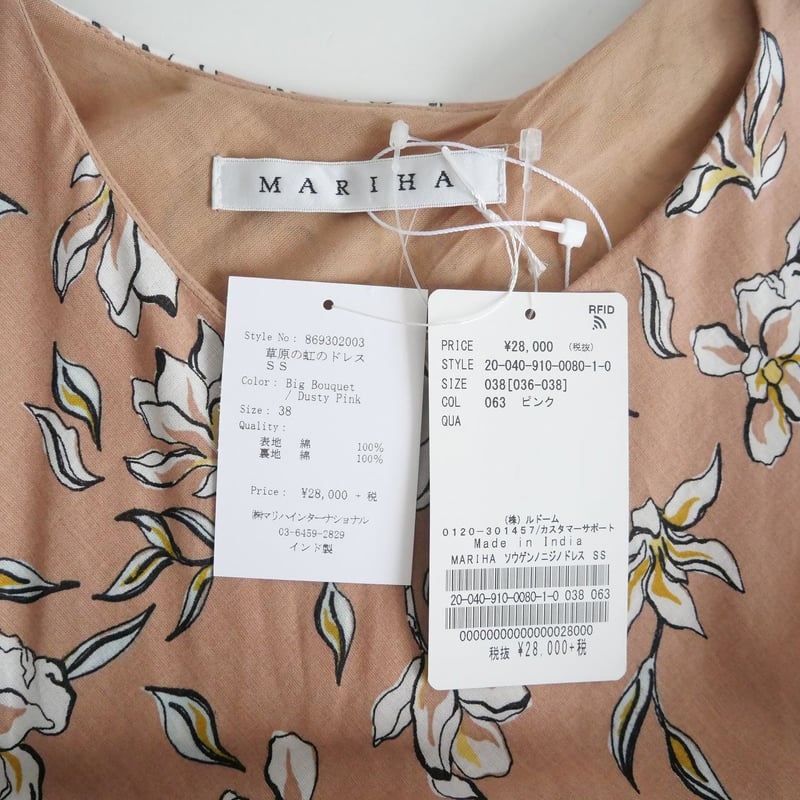 MARIHA
Style No: 869302003
草原の虹のドレス
SS
Color: Big Bouquet
/ Dusty Pink
Size: 38
Quality:
表地 綿 100%
裏地 綿 100%
Price: ¥28,000 +税
㈱マリハインターナショナル
03-6459-2829
インド製
RFID
PRICE ¥28,000 (税抜)
STYLE 20-040-910-0080-1-0
SIZE 038[036-038]
COL 063 ピンク
QUA
(株)ルドーム
0120-301457/カスタマーサポート
Made in India
MARIHA ソウゲンノニジノドレス SS
20-040-910-0080-1-0 038 063
00000000000000028000
税抜 ¥28,000+税